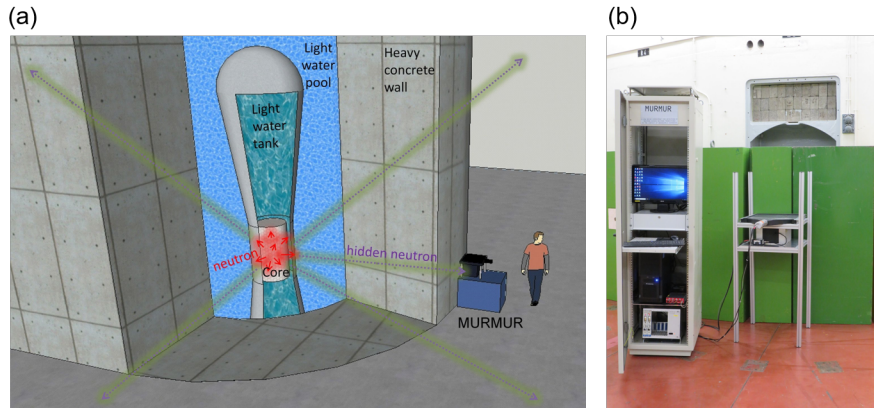 (a)
(b)
Light
water
pool
Heavy
concrete
wall
Light
water
tank
neutron
Core
hidden neutron
MURMUR
MURMUR